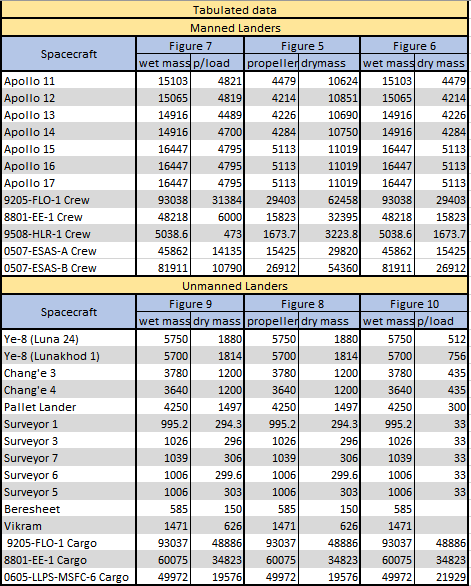 Tabulated data
Manned Landers
Spacecraft Figure 7 Figure 5 Figure 6
wet mass p/load propeller drymass wet mass dry mass
Apollo 11 15103 4821 4479 10624 15103 4479
Apollo 12 15065 4819 4214 10851 15065 4214
Apollo 13 14916 4489 4226 10690 14916 4226
Apollo 14 14916 4700 4284 10750 14916 4284
Apollo 15 16447 4795 5113 11019 16447 5113
Apollo 16 16447 4795 5113 11019 16447 5113
Apollo 17 16447 4795 5113 11019 16447 5113
9205-FLO-1 Crew 93038 31384 29403 62458 93038 29403
8801-EE-1 Crew 48218 6000 15823 32395 48218 15823
9508-HLR-1 Crew 5038.6 473 1673.7 3223.8 5038.6 1673.7
0507-ESAS-A Crew 45862 14135 15425 29820 45862 15425
0507-ESAS-B Crew 81911 10790 26912 54360 81911 26912
Unmanned Landers
Spacecraft Figure 9 Figure 8 Figure 10
wet mass dry mass propeller dry mass wet mass p/load
Ye-8 (Luna 24) 5750 1880 5750 1880 5750 512
Ye-8 (Lunakhod 1) 5700 1814 5700 1814 5700 756
Chang'e 3 3780 1200 3780 1200 3780 435
Chang'e 4 3640 1200 3640 1200 3640 435
Pallet Lander 4250 1497 4250 1497 4250 300
Surveyor 1 995.2 294.3 995.2 294.3 995.2 33
Surveyor 3 1026 296 1026 296 1026 33
Surveyor 7 1039 306 1039 306 1039 33
Surveyor 6 1006 299.6 1006 299.6 1006 33
Surveyor 5 1006 303 1006 303 1006 33
Beresheet 585 150 585 150 585
Vikram 1471 626 1471 626 1471
9205-FLO-1 Cargo 93037 48886 93037 48886 93037 48886
8801-EE-1 Cargo 60075 34823 60075 34823 60075 34823
0605-LLPS-MSFC-6 Cargo 49972 19576 49972 19576 49972 21929